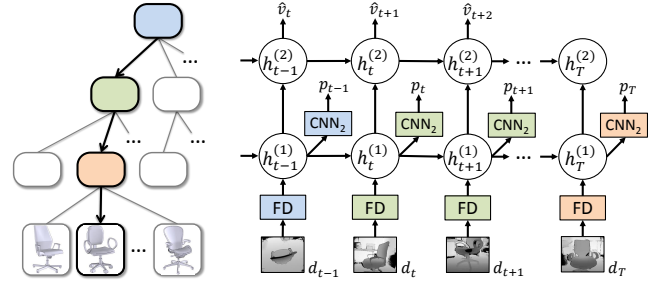 v̂_t v̂_{t+1} v̂_{t+2}
... h_{t-1}^{(2)} h_t^{(2)} h_{t+1}^{(2)} ... h_T^{(2)}
p_{t-1} p_t p_{t+1} p_T
... ... CNN_2 CNN_2 CNN_2 CNN_2
h_{t-1}^{(1)} h_t^{(1)} h_{t+1}^{(1)} ... h_T^{(1)}
FD FD FD FD
... d_{t-1} d_t d_{t+1} d_T